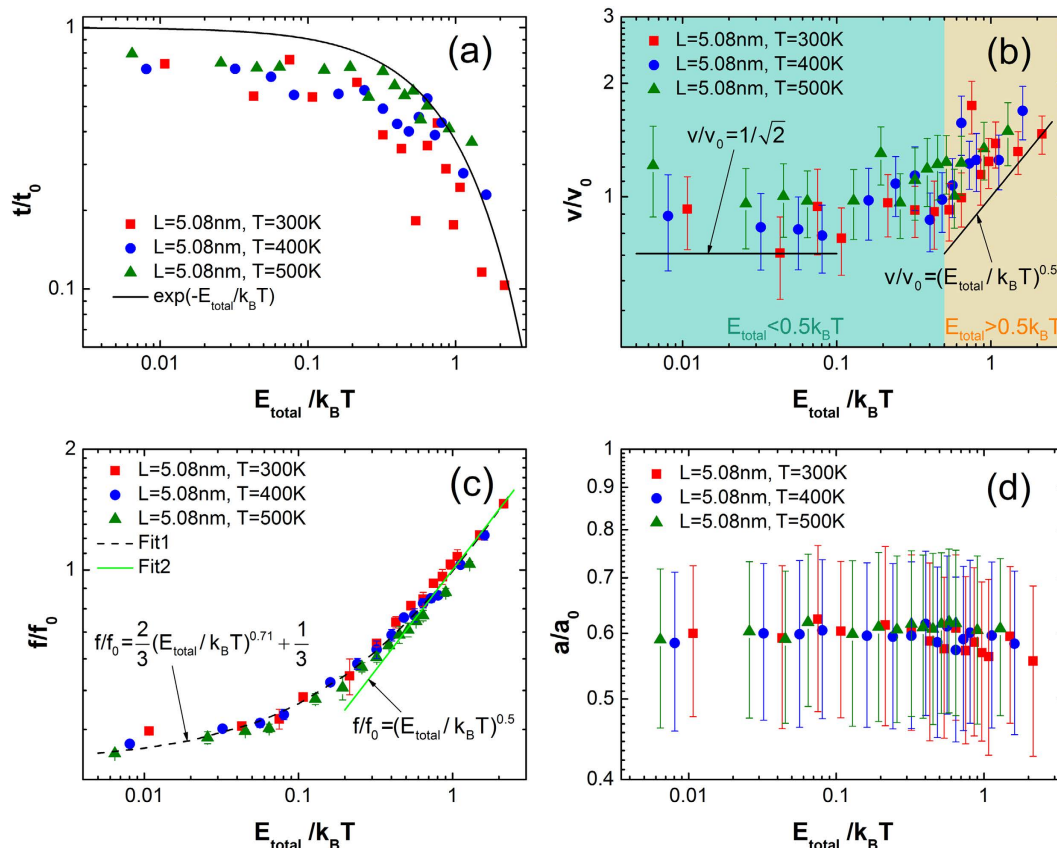 (a)
1
0.1
t/t₀
L=5.08nm, T=300K
L=5.08nm, T=400K
L=5.08nm, T=500K
exp(-E_total/k_BT)
0.01
0.1
1
E_total /k_BT
(b)
3
2
1
v/v₀
L=5.08nm, T=300K
L=5.08nm, T=400K
L=5.08nm, T=500K
v/v₀=1/√2
v/v₀=(E_total/k_BT)^0.5
E_total<0.5k_BT
E_total>0.5k_BT
0.01
0.1
1
E_total /k_BT
(c)
2
1
f/f₀
L=5.08nm, T=300K
L=5.08nm, T=400K
L=5.08nm, T=500K
Fit1
Fit2
f/f₀=2/3(E_total/k_BT)^0.71+1/3
f/f₀=(E_total/k_BT)^0.5
0.01
0.1
1
E_total /k_BT
(d)
1
0.9
0.8
0.7
0.6
0.5
0.4
a/a₀
L=5.08nm, T=300K
L=5.08nm, T=400K
L=5.08nm, T=500K
0.01
0.1
1
E_total /k_BT